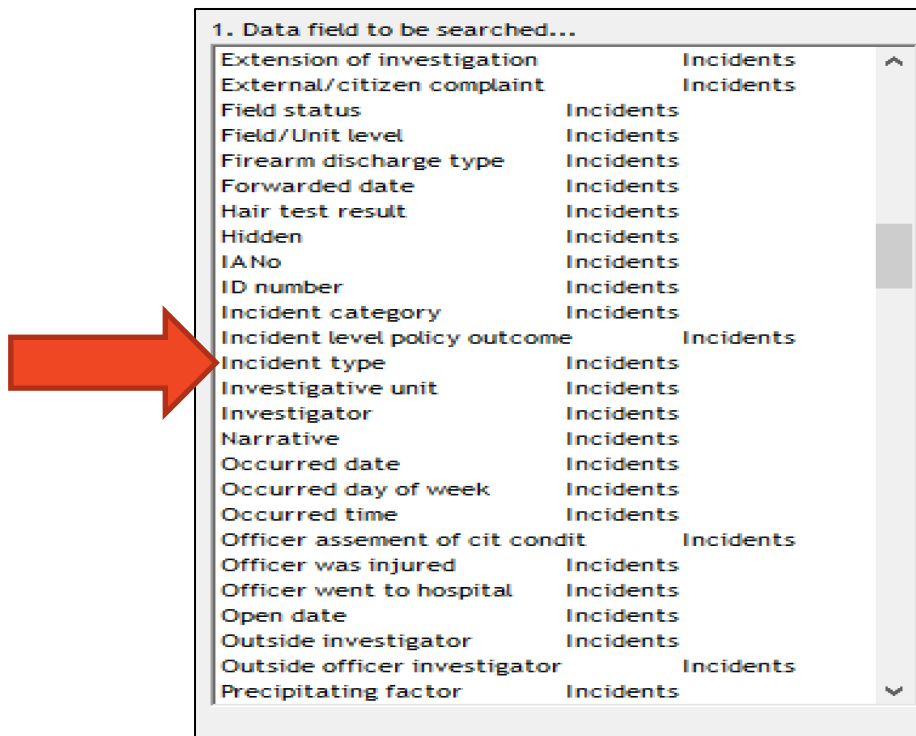 1. Data field to be searched...
Extension of investigation Incidents
External/citizen complaint Incidents
Field status Incidents
Field/Unit level Incidents
Firearm discharge type Incidents
Forwarded date Incidents
Hair test result Incidents
Hidden Incidents
IANo Incidents
ID number Incidents
Incident category Incidents
Incident level policy outcome Incidents
Incident type Incidents
Investigative unit Incidents
Investigator Incidents
Narrative Incidents
Occurred date Incidents
Occurred day of week Incidents
Occurred time Incidents
Officer assement of cit condit Incidents
Officer was injured Incidents
Officer went to hospital Incidents
Open date Incidents
Outside investigator Incidents
Outside officer investigator Incidents
Precipitating factor Incidents